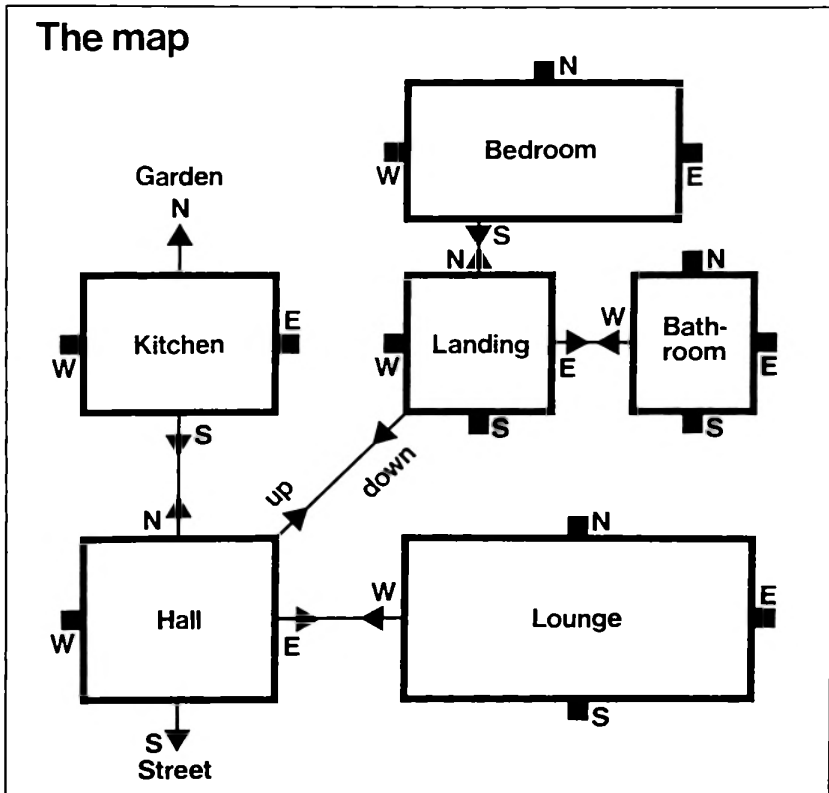 The map
N
Bedroom
W
E
S
Garden
N
N
N
Kitchen
E
W
S
Landing
W
E
S
W
Bath-
room
E
S
up
down
N
Hall
W
E
S
Street
N
W
Lounge
E
S